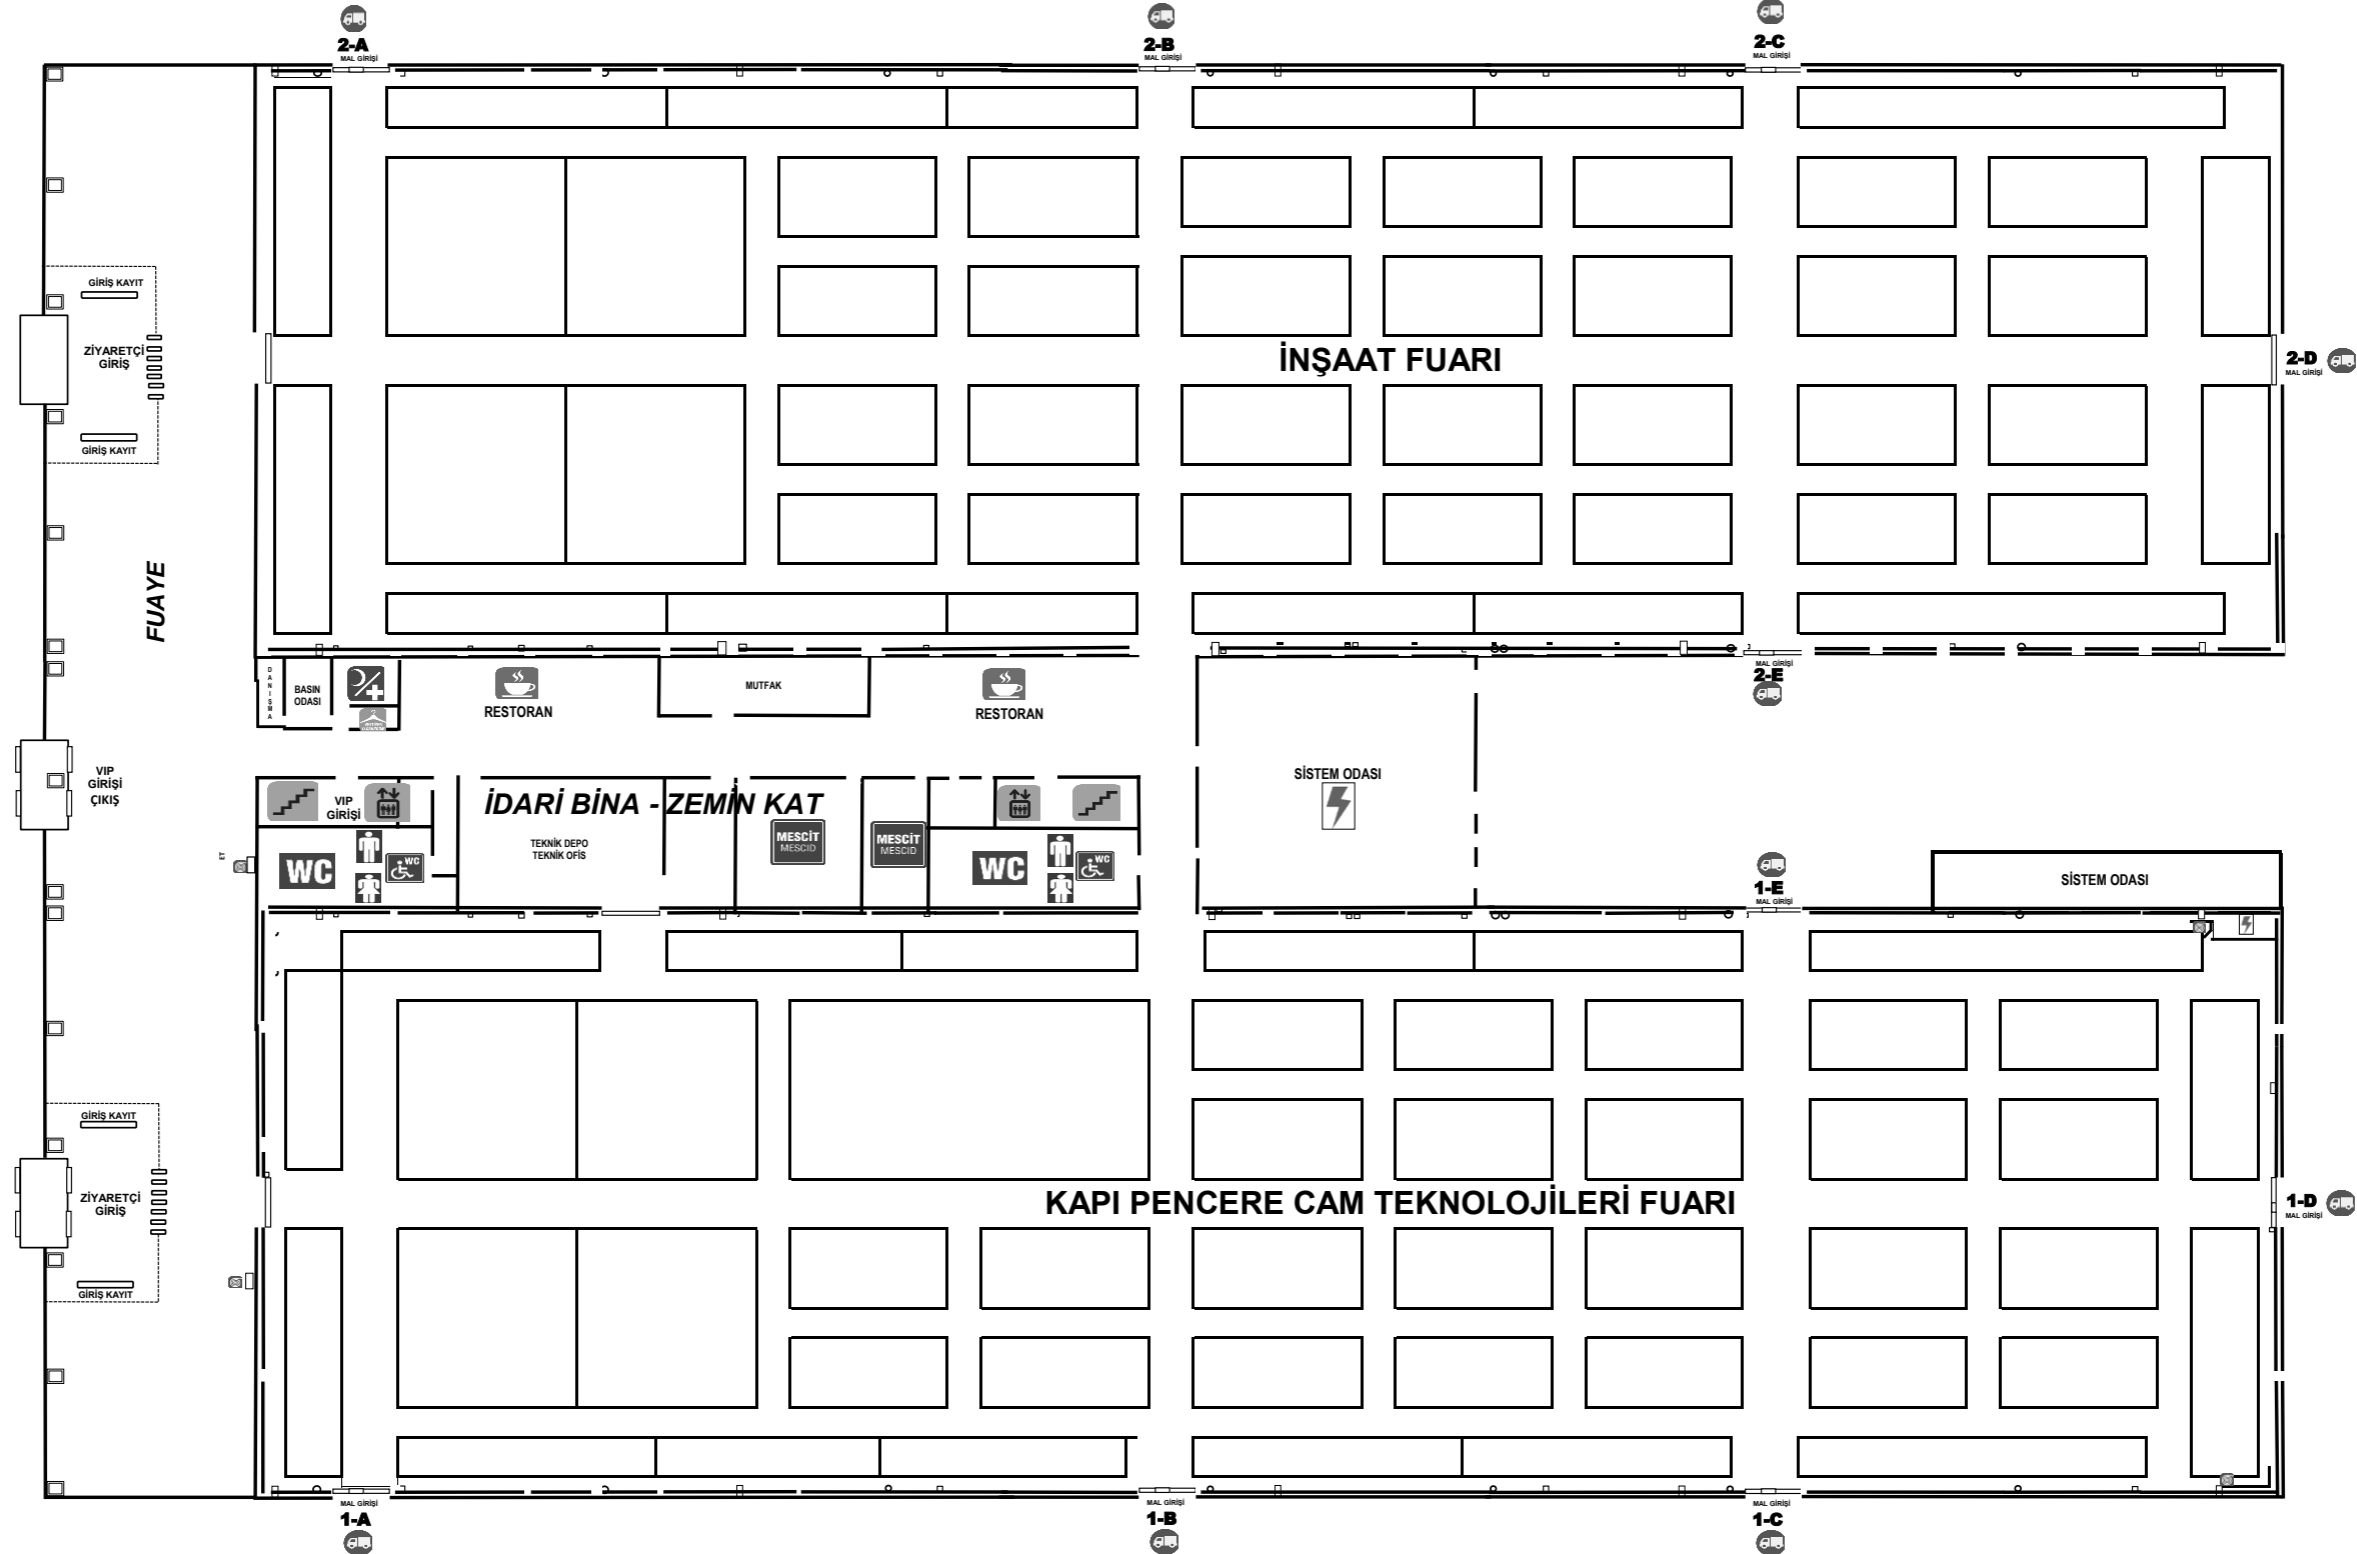 2-A
MAL GİRİŞİ
2-B
MAL GİRİŞİ
2-C
MAL GİRİŞİ
GİRİŞ KAYIT
ZİYARETÇİ
GİRİŞ
GİRİŞ KAYIT
İNŞAAT FUARI
2-D
MAL GİRİŞİ
FUAYE
DANIŞMA
BASIN
ODASI
RESTORAN
MUTFAK
RESTORAN
MAL GİRİŞİ
2-E
VIP
GİRİŞİ
ÇIKIŞ
VIP
GİRİŞİ
İDARİ BİNA - ZEMİN KAT
SİSTEM ODASI
TEKNİK DEPO
TEKNİK OFİS
MESCİT
MESCID
MESCİT
MESCID
WC
WC
WC
WC
ET
1-E
MAL GİRİŞİ
SİSTEM ODASI
GİRİŞ KAYIT
ZİYARETÇİ
GİRİŞ
GİRİŞ KAYIT
KAPI PENCERE CAM TEKNOLOJİLERİ FUARI
1-D
MAL GİRİŞİ
MAL GİRİŞİ
1-A
MAL GİRİŞİ
1-B
MAL GİRİŞİ
1-C